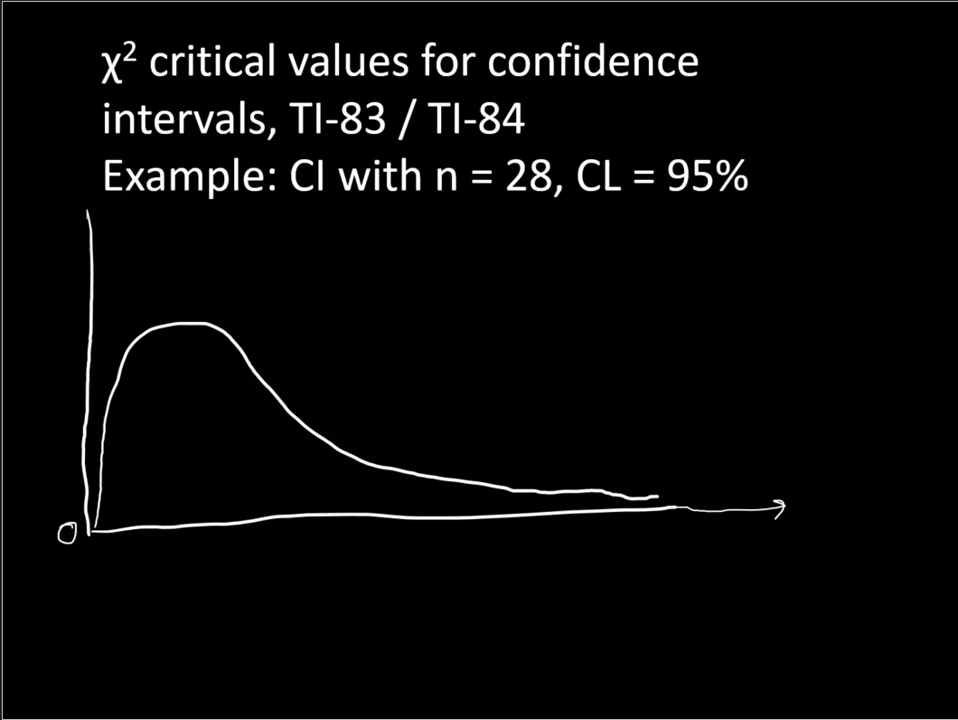 χ² critical values for confidence
intervals, TI-83 / TI-84
Example: CI with n = 28, CL = 95%
0